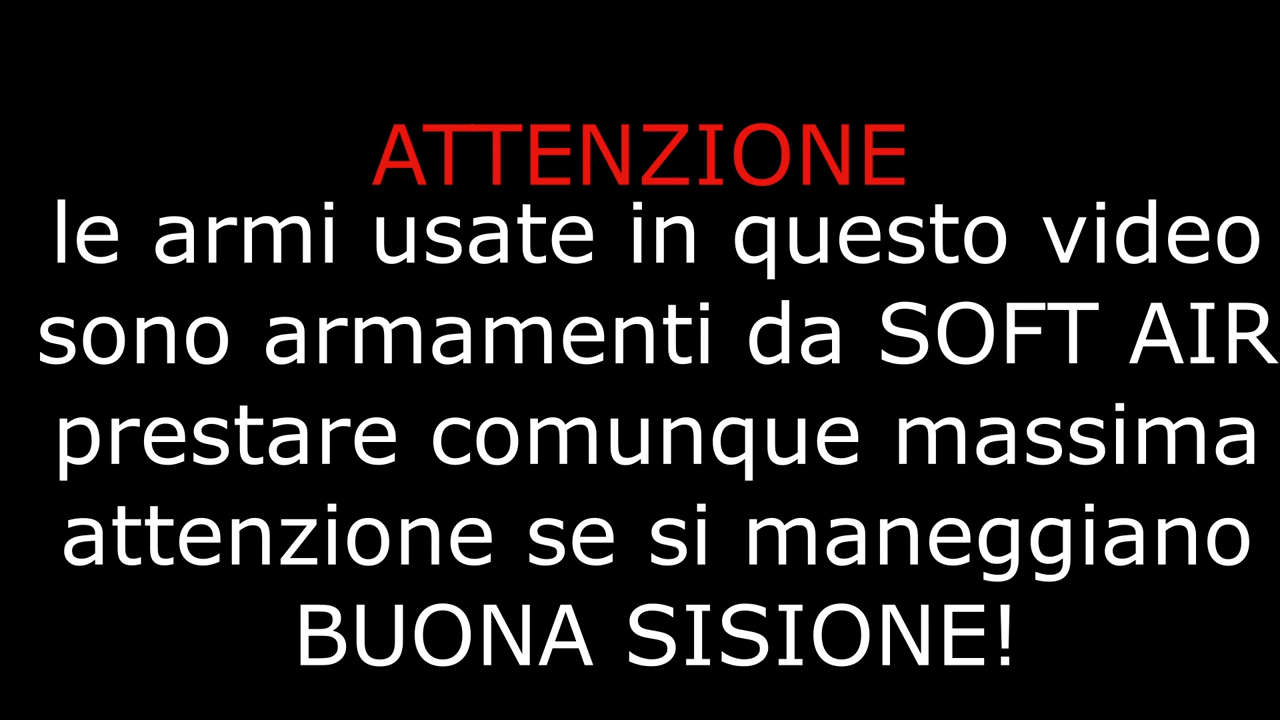 ATTENZIONE
le armi usate in questo video
sono armamenti da SOFT AIR
prestare comunque massima
attenzione se si maneggiano
BUONA SISIONE!